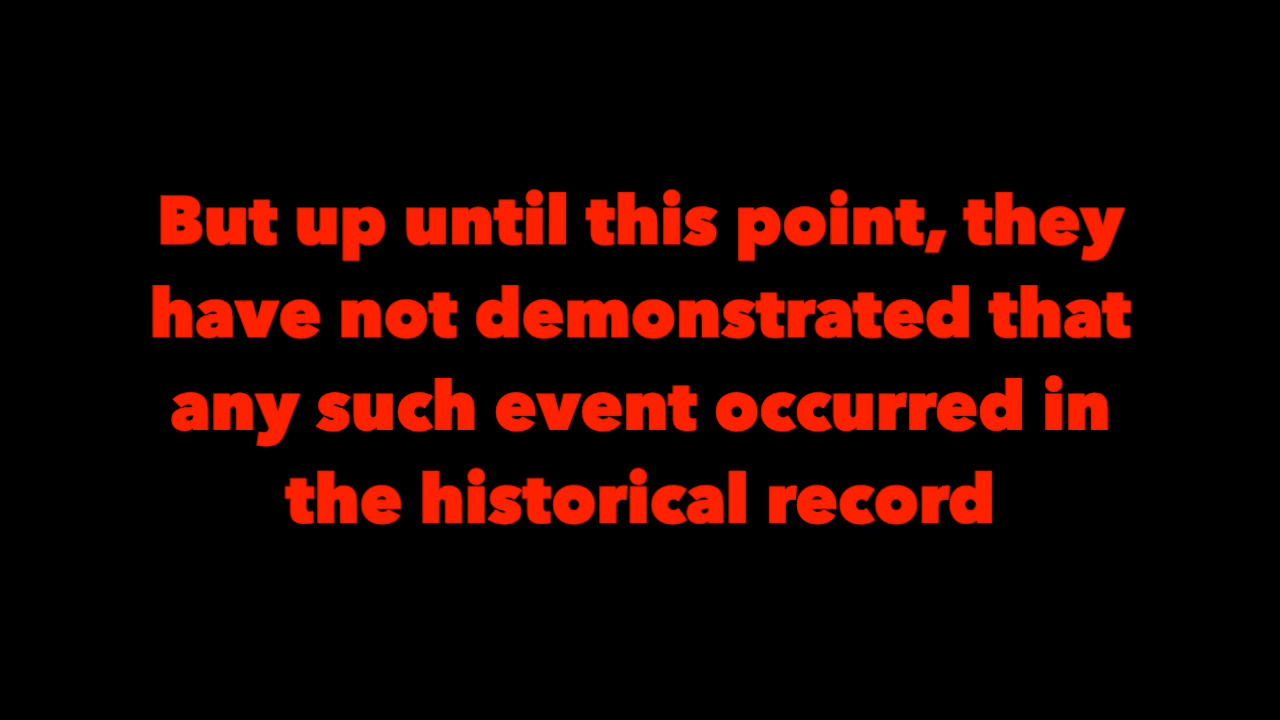 But up until this point, they
have not demonstrated that
any such event occurred in
the historical record